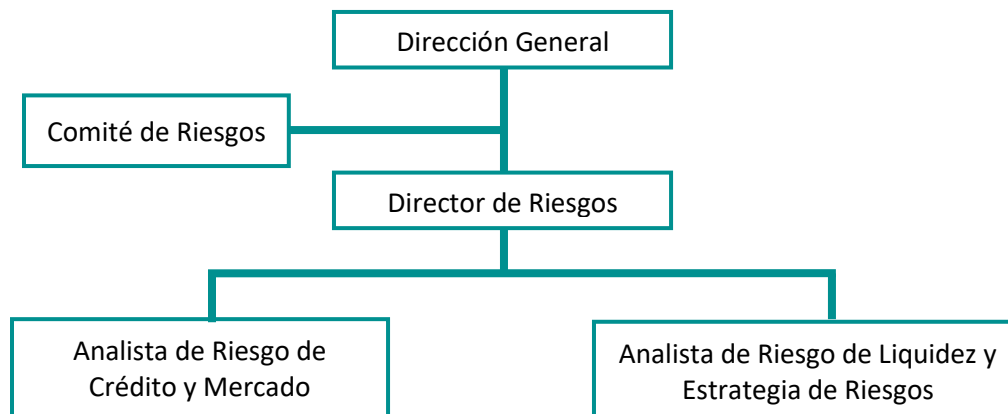 Dirección General
Comité de Riesgos
Director de Riesgos
Analista de Riesgo de
Crédito y Mercado
Analista de Riesgo de Liquidez y
Estrategia de Riesgos